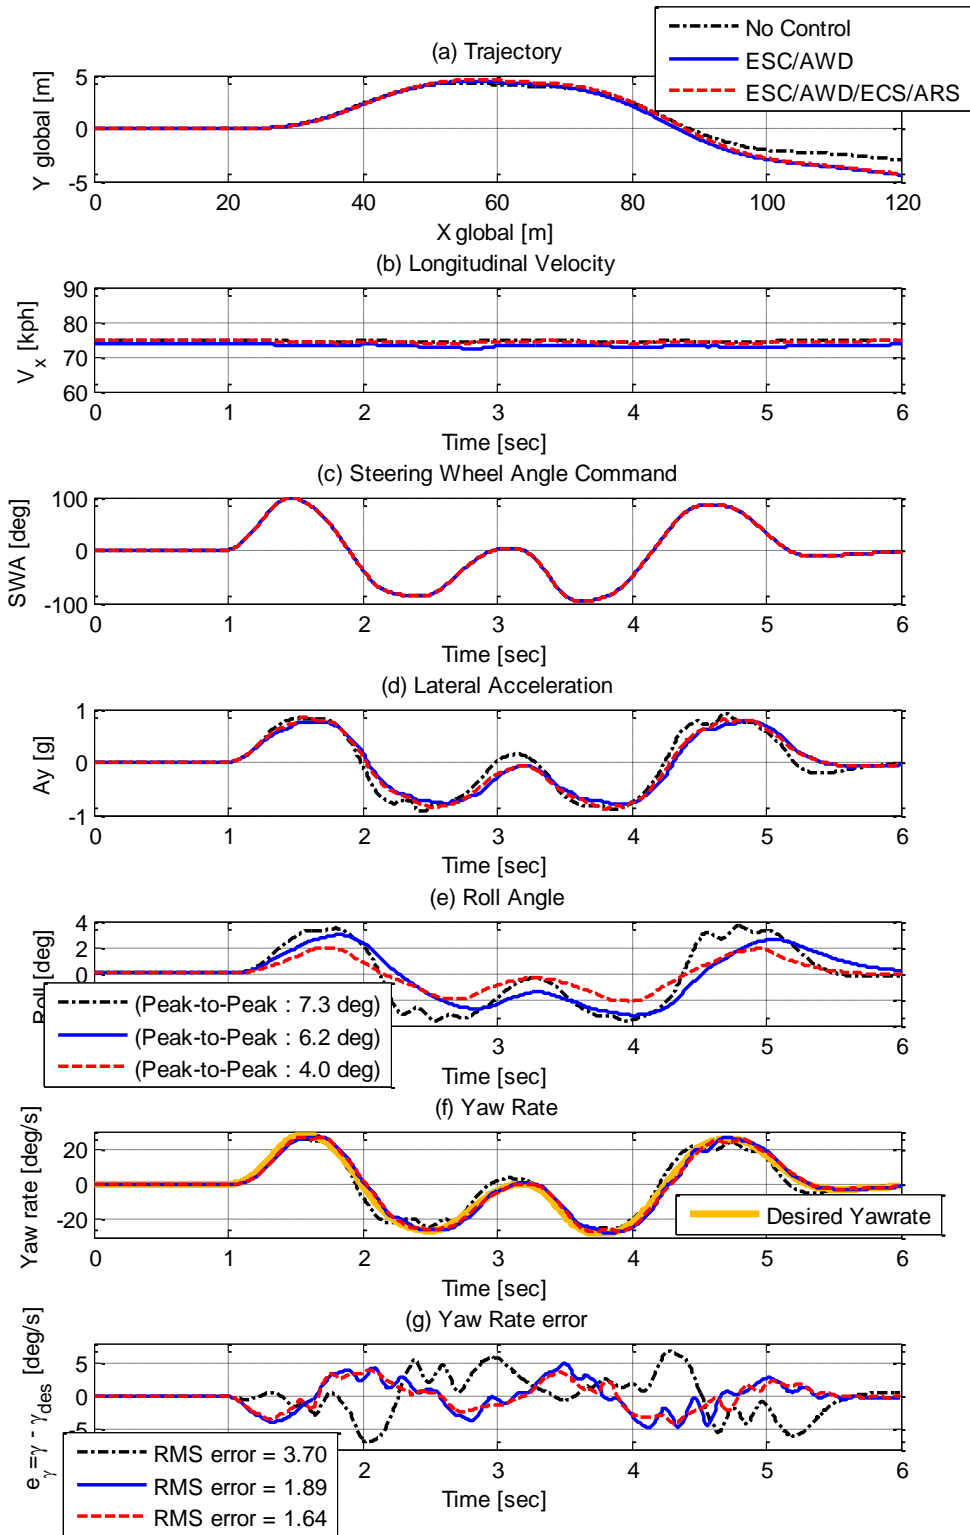 No Control
ESC/AWD
ESC/AWD/ECS/ARS
(a) Trajectory
Y global [m]
5
0
-5
0 20 40 60 80 100 120
X global [m]
(b) Longitudinal Velocity
V_x [kph]
90
80
70
60
0 1 2 3 4 5 6
Time [sec]
(c) Steering Wheel Angle Command
SWA [deg]
100
0
-100
0 1 2 3 4 5 6
Time [sec]
(d) Lateral Acceleration
Ay [g]
1
0
-1
0 1 2 3 4 5 6
Time [sec]
(e) Roll Angle
Roll [deg]
4
2
0
(Peak-to-Peak : 7.3 deg)
(Peak-to-Peak : 6.2 deg)
(Peak-to-Peak : 4.0 deg)
3 4 5 6
Time [sec]
(f) Yaw Rate
Yaw rate [deg/s]
20
0
-20
Desired Yawrate
0 1 2 3 4 5 6
Time [sec]
(g) Yaw Rate error
e_γ=γ - γ_des [deg/s]
5
0
RMS error = 3.70
RMS error = 1.89
RMS error = 1.64
2 3 4 5 6
Time [sec]